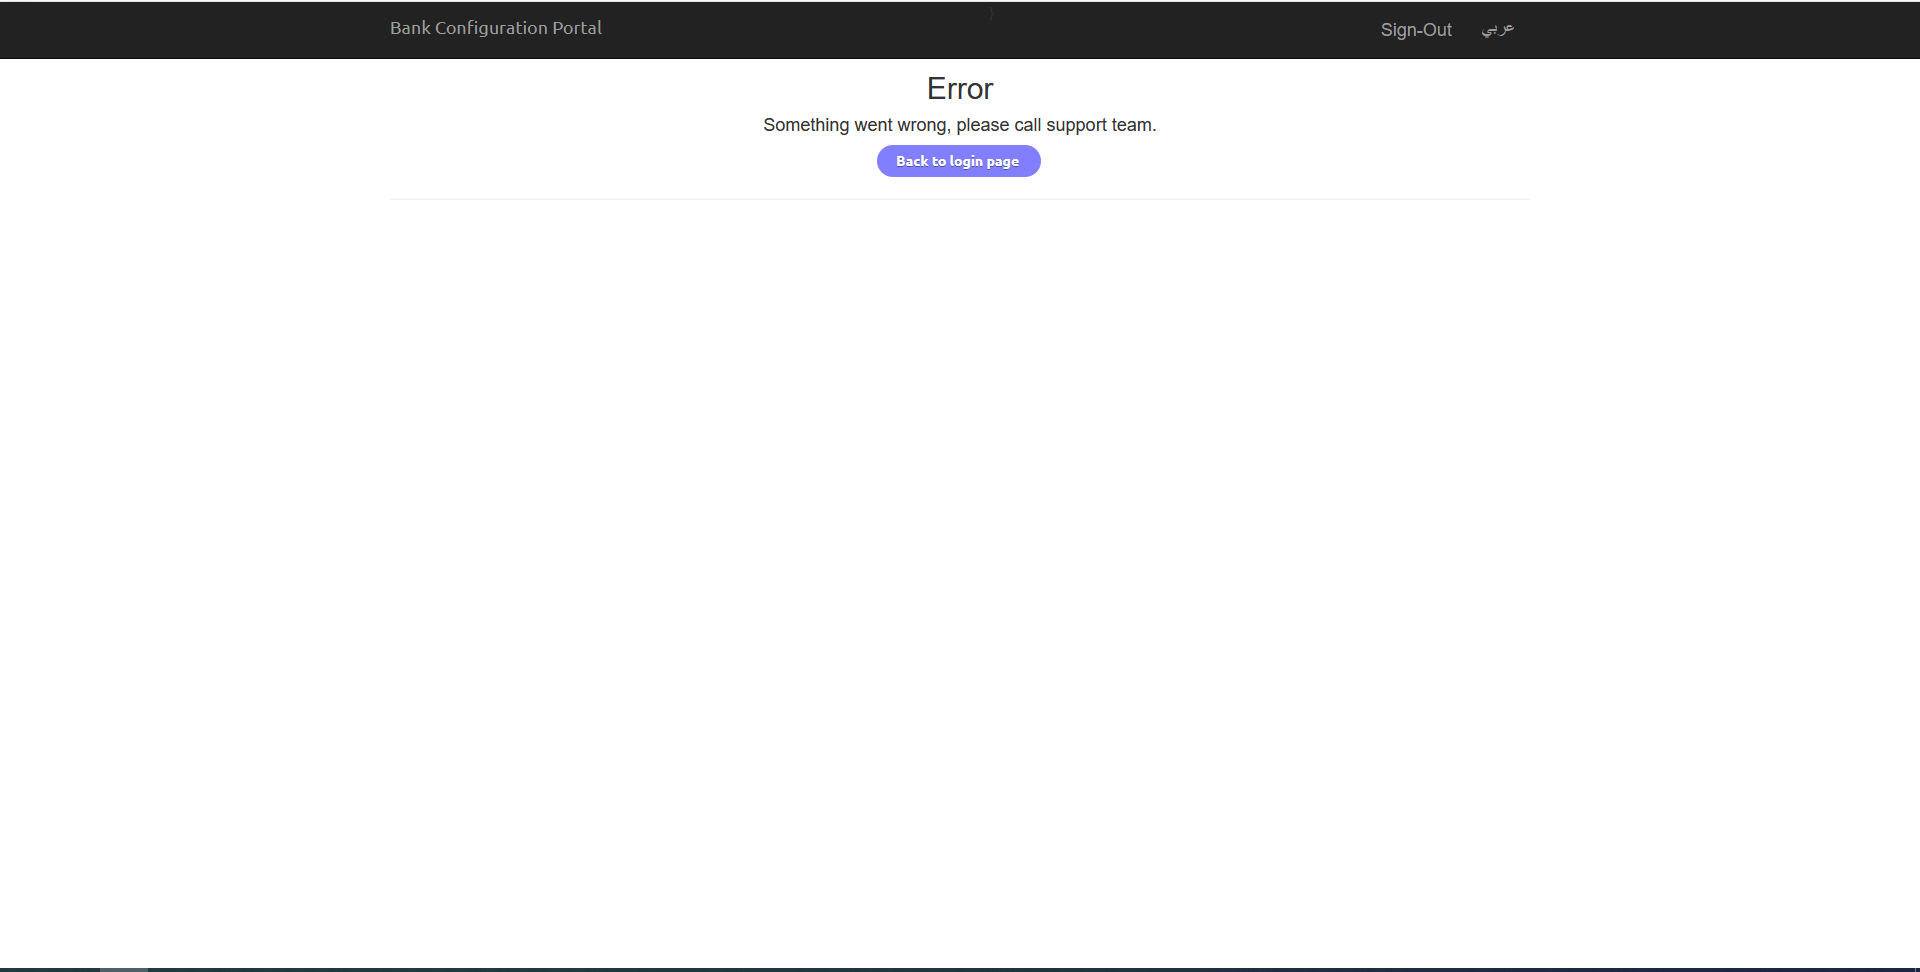 Bank Configuration Portal
}
Sign-Out
عربي
Error
Something went wrong, please call support team.
Back to login page